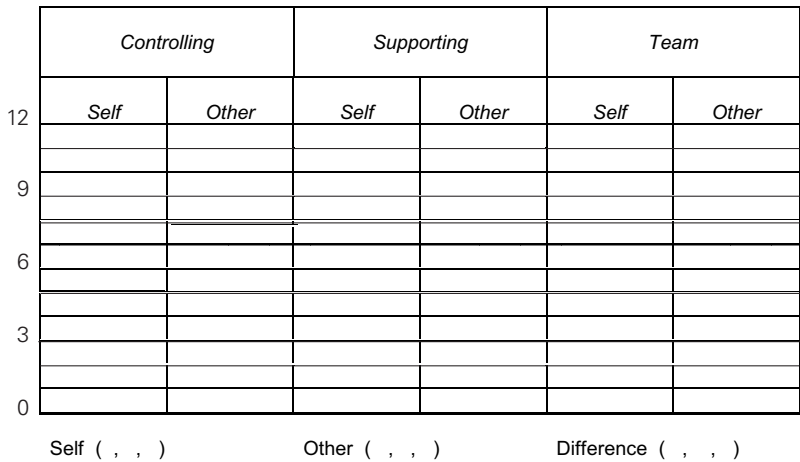 Controlling Supporting Team
Self Other Self Other Self Other
12
9
6
3
0
Self ( , , ) Other ( , , ) Difference ( , , )